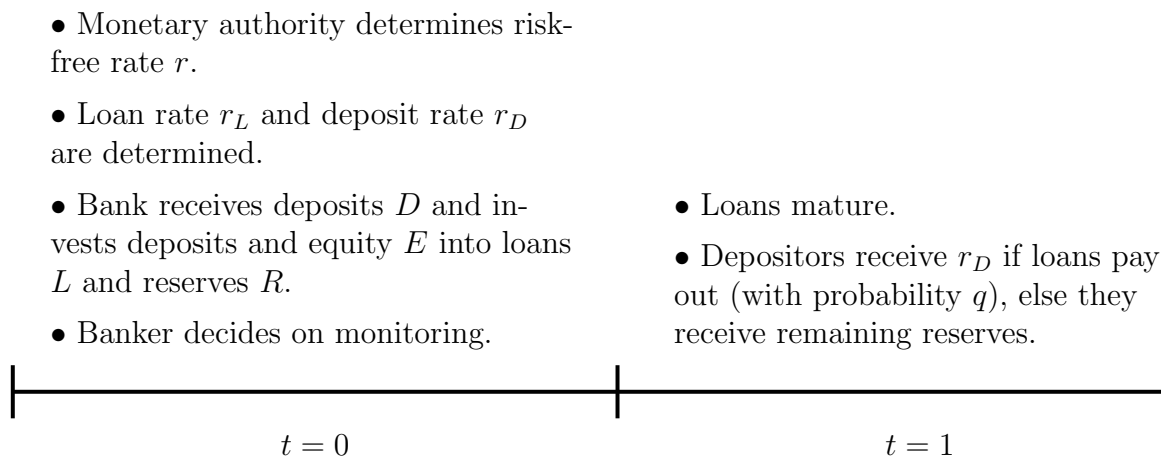 • Monetary authority determines risk-
free rate r.
• Loan rate r_L and deposit rate r_D
are determined.
• Bank receives deposits D and in-
vests deposits and equity E into loans
L and reserves R.
• Banker decides on monitoring.
• Loans mature.
• Depositors receive r_D if loans pay
out (with probability q), else they
receive remaining reserves.
t = 0
t = 1